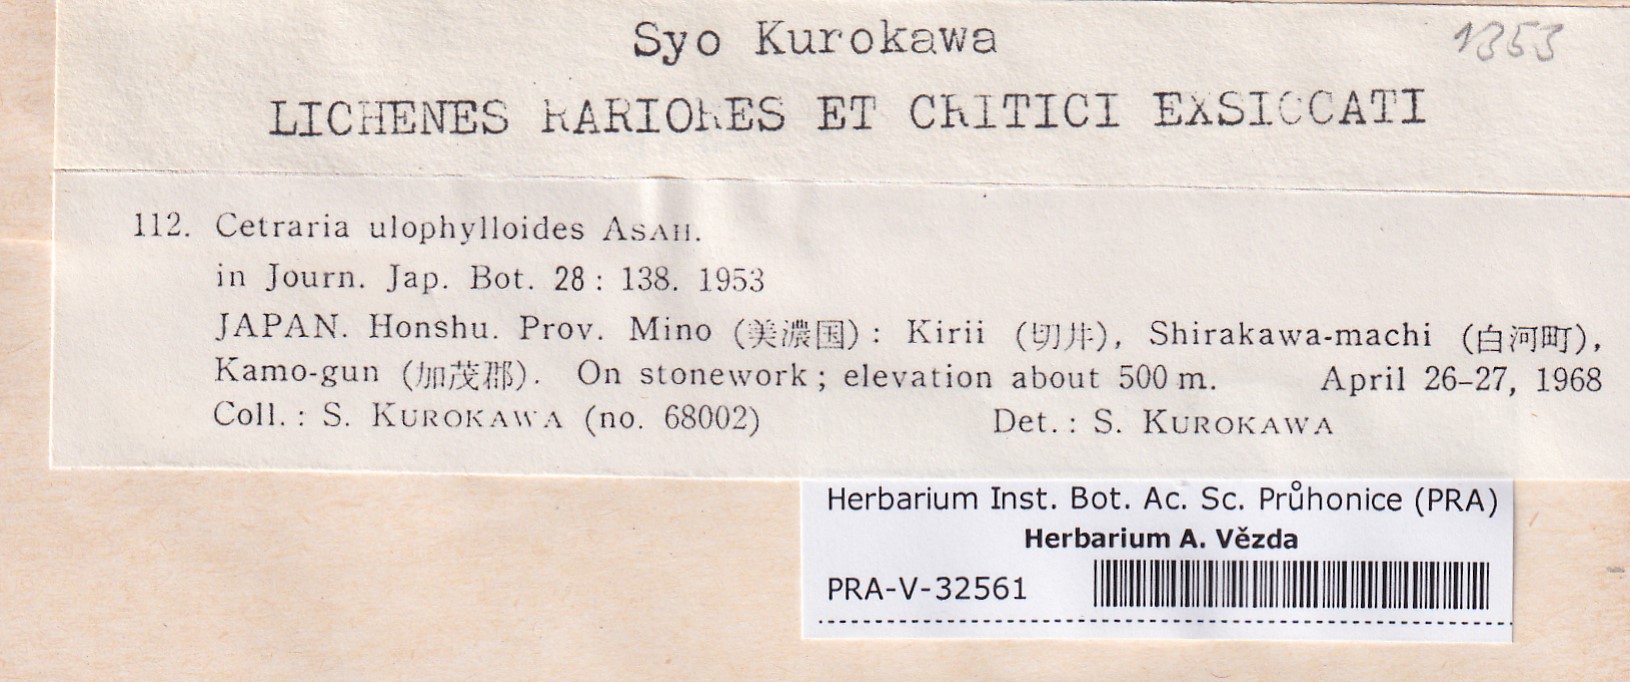 Syo Kurokawa
1353
LICHENES RARIORES ET CRITICI EXSICCATI
112. Cetraria ulophylloides ASAH.
in Journ. Jap. Bot. 28 : 138. 1953
JAPAN. Honshu. Prov. Mino (美濃国) : Kirii (切井), Shirakawa-machi (白河町),
Kamo-gun (加茂郡). On stonework ; elevation about 500 m. April 26-27, 1968
Coll. : S. KUROKAWA (no. 68002) Det. : S. KUROKAWA
Herbarium Inst. Bot. Ac. Sc. Průhonice (PRA)
Herbarium A. Vězda
PRA-V-32561